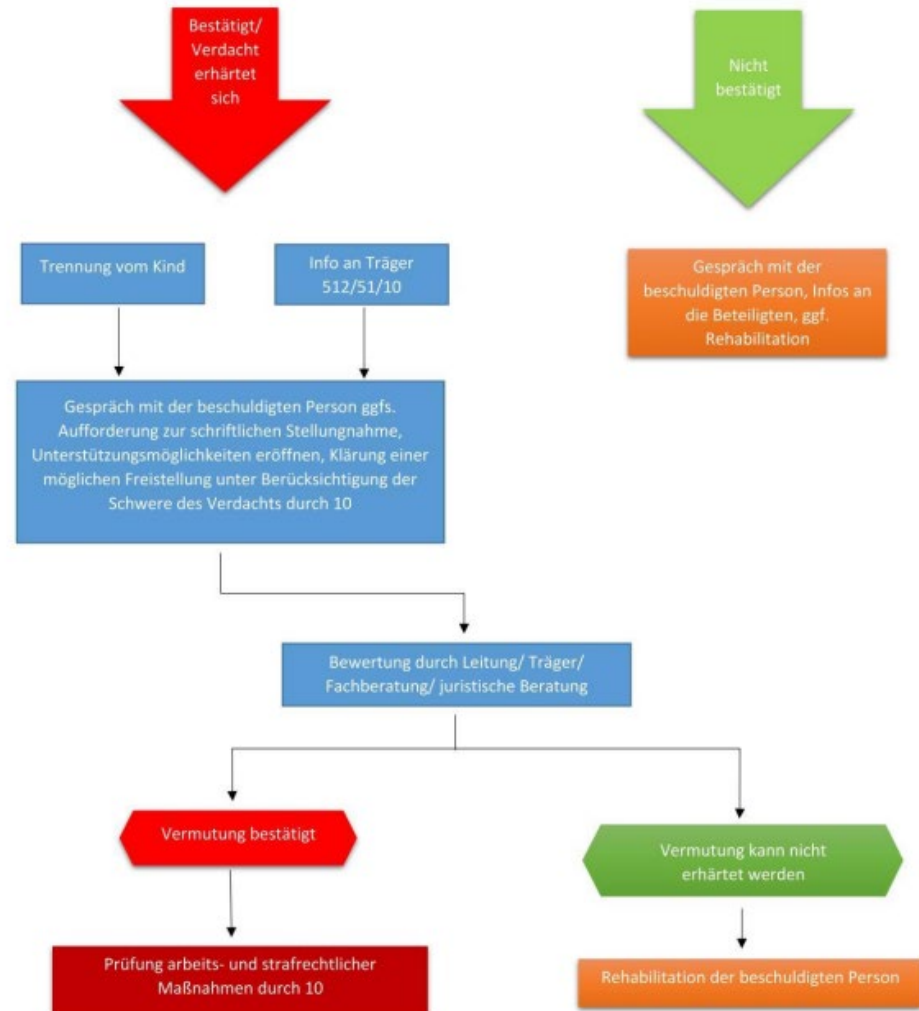 Bestätigt/
Verdacht
erhärtet
sich
Nicht
bestätigt
Trennung vom Kind
Info an Träger
512/51/10
Gespräch mit der
beschuldigten Person, Infos an
die Beteiligten, ggf.
Rehabilitation
Gespräch mit der beschuldigten Person ggfs.
Aufforderung zur schriftlichen Stellungnahme,
Unterstützungsmöglichkeiten eröffnen, Klärung einer
möglichen Freistellung unter Berücksichtigung der
Schwere des Verdachts durch 10
Bewertung durch Leitung/ Träger/
Fachberatung/ juristische Beratung
Vermutung bestätigt
Vermutung kann nicht
erhärtet werden
Prüfung arbeits- und strafrechtlicher
Maßnahmen durch 10
Rehabilitation der beschuldigten Person